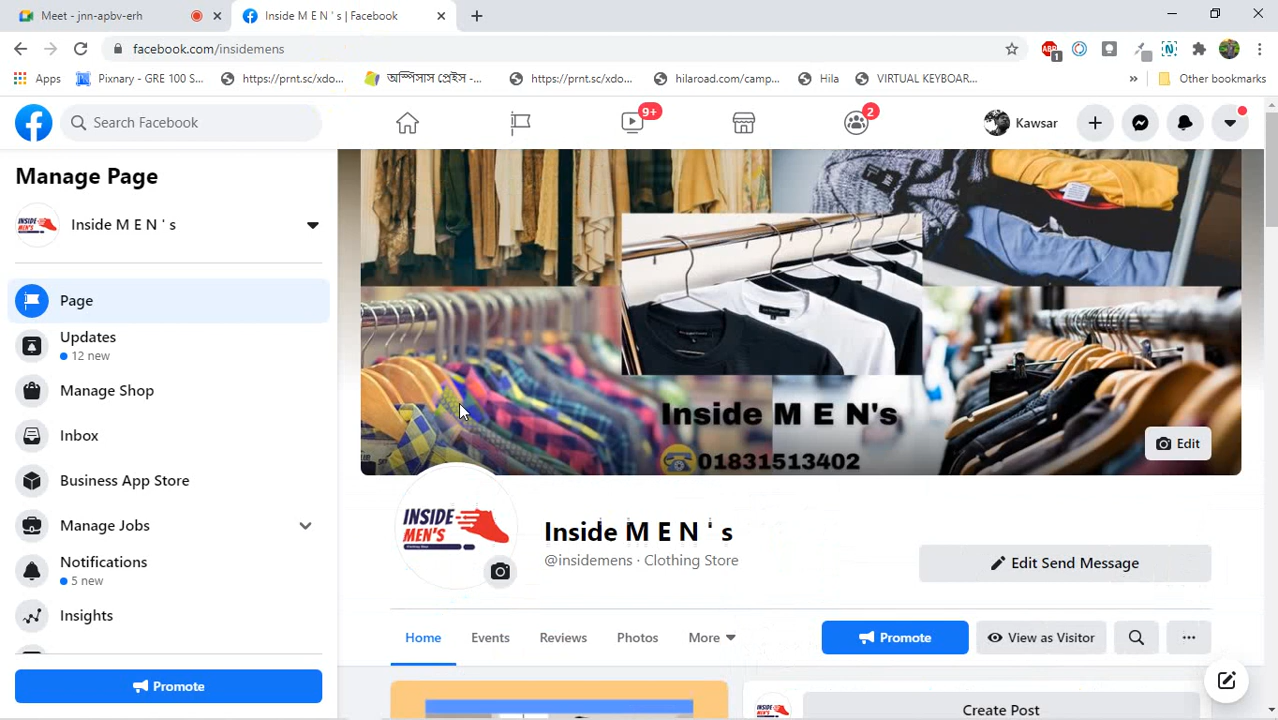 Meet - jnn-apbv-erh
Inside M E N ' s | Facebook
facebook.com/insidemens
ABP
1
N
Apps
Pixnary - GRE 100 S...
https://prnt.sc/xdo...
অস্পিসাস প্রেইস - ...
https://prnt.sc/xdo...
hilaroad.com/camp...
Hila
VIRTUAL KEYBOAR...
»
Other bookmarks
Search Facebook
9+
2
Kawsar
Manage Page
Inside M E N ' s
Page
Updates
12 new
Manage Shop
Inbox
Business App Store
Manage Jobs
Notifications
5 new
Insights
Promote
Inside M E N's
01831513402
Edit
INSIDE
MEN'S
Inside M E N ' s
@insidemens · Clothing Store
Edit Send Message
Home
Events
Reviews
Photos
More
Promote
View as Visitor
Create Post